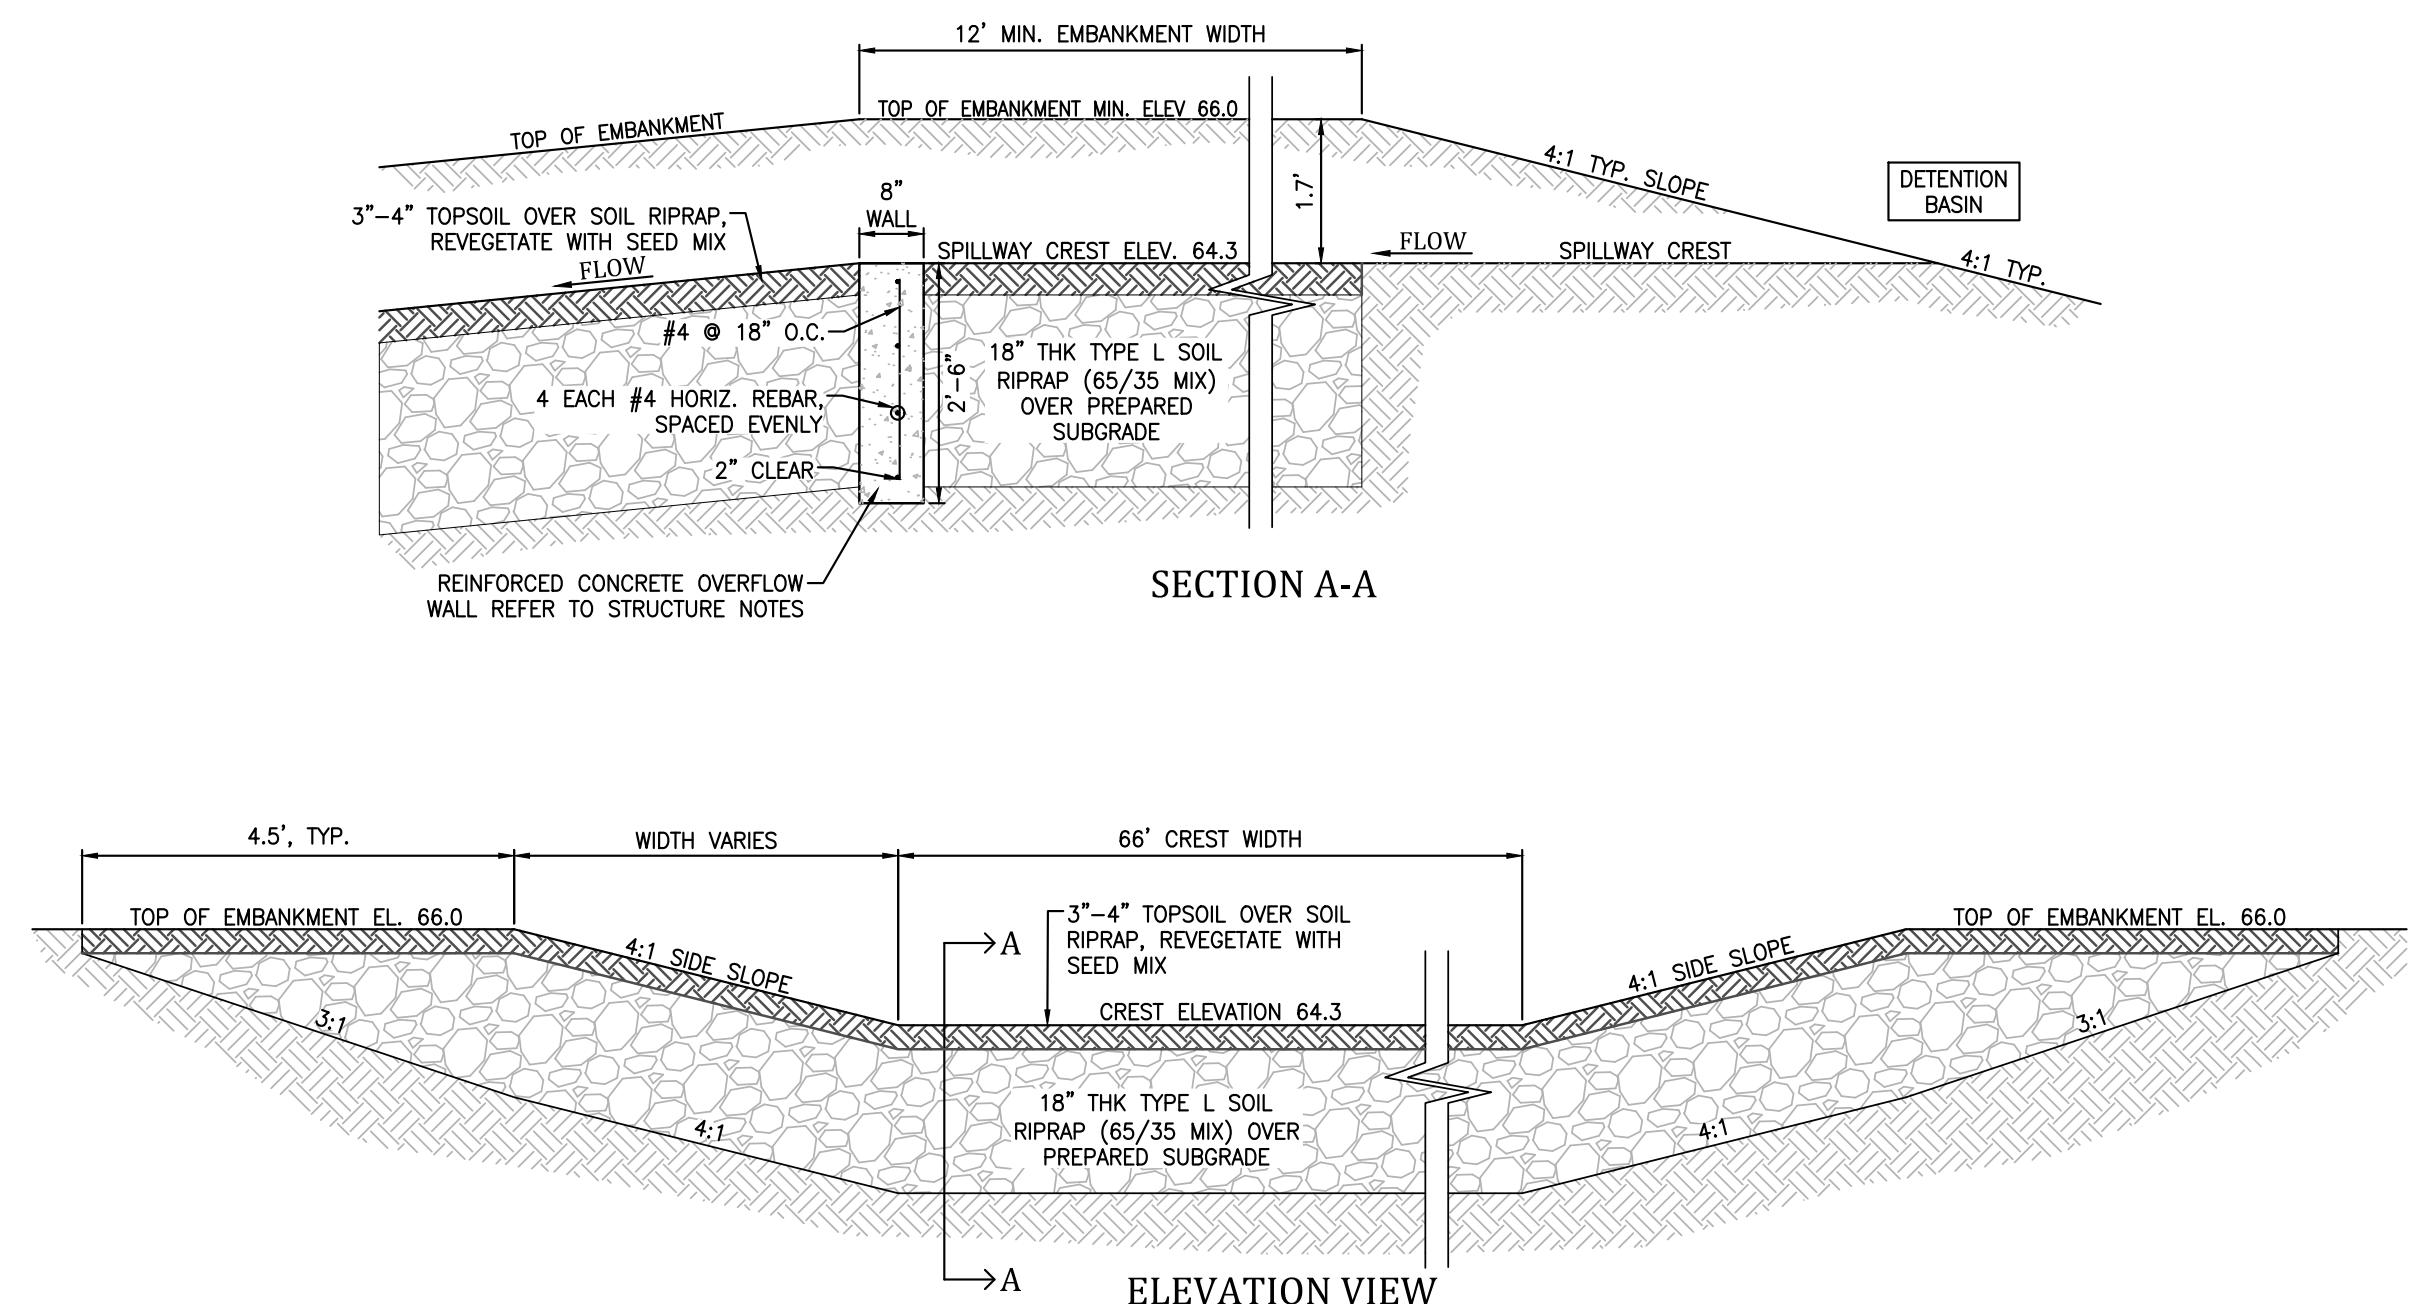 12' MIN. EMBANKMENT WIDTH
TOP OF EMBANKMENT
TOP OF EMBANKMENT MIN. ELEV 66.0
4:1 TYP. SLOPE
DETENTION
BASIN
8"
WALL
1.7'
3"-4" TOPSOIL OVER SOIL RIPRAP,
REVEGETATE WITH SEED MIX
FLOW
SPILLWAY CREST ELEV. 64.3
FLOW
SPILLWAY CREST
4:1 TYP.
#4 @ 18" O.C.
4 EACH #4 HORIZ. REBAR,
SPACED EVENLY
2" CLEAR
2'-6"
18" THK TYPE L SOIL
RIPRAP (65/35 MIX)
OVER PREPARED
SUBGRADE
REINFORCED CONCRETE OVERFLOW
WALL REFER TO STRUCTURE NOTES
SECTION A-A
4.5', TYP.
WIDTH VARIES
66' CREST WIDTH
TOP OF EMBANKMENT EL. 66.0
4:1 SIDE SLOPE
A
3"-4" TOPSOIL OVER SOIL
RIPRAP, REVEGETATE WITH
SEED MIX
CREST ELEVATION 64.3
4:1 SIDE SLOPE
TOP OF EMBANKMENT EL. 66.0
3:1
4:1
18" THK TYPE L SOIL
RIPRAP (65/35 MIX) OVER
PREPARED SUBGRADE
4:1
3:1
A
ELEVATION VIEW